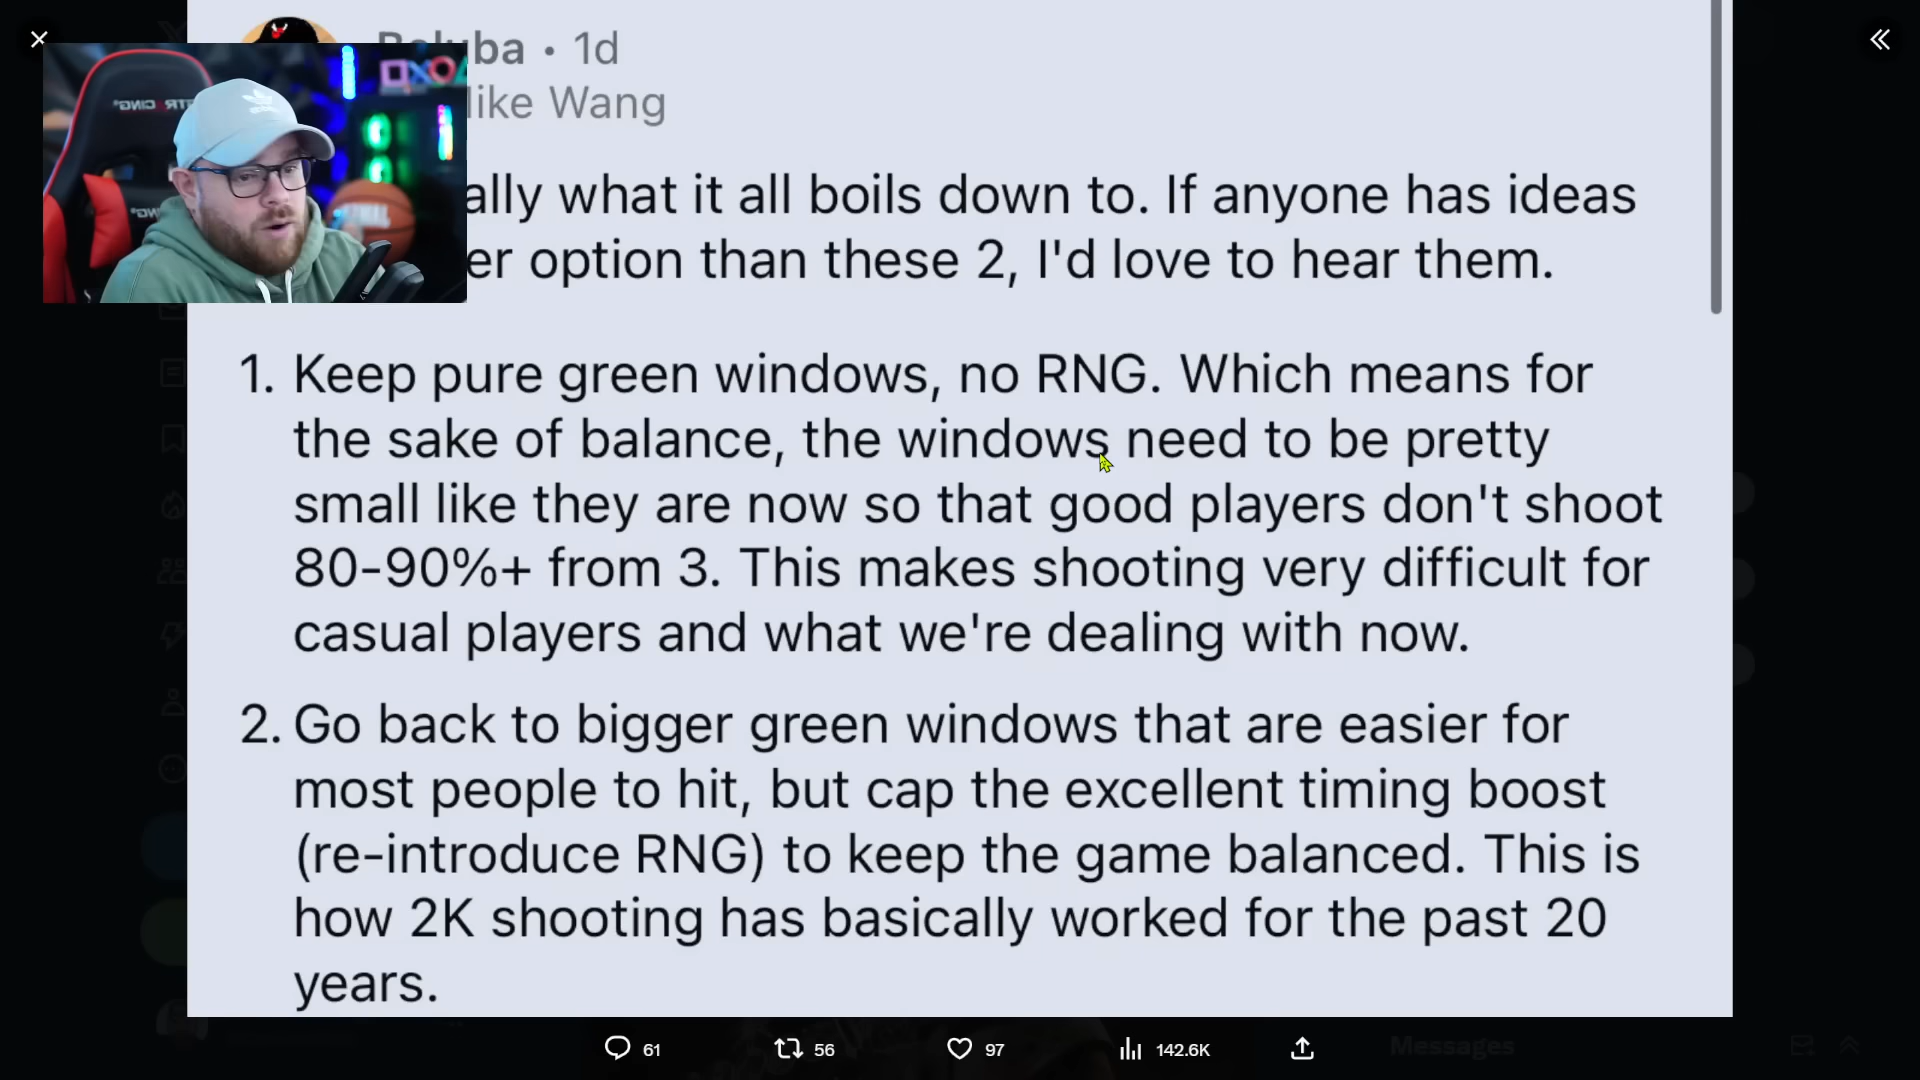 • 1d
Mike Wang
what it all boils down to. If anyone has ideas
option than these 2, I'd love to hear them.
1. Keep pure green windows, no RNG. Which means for
the sake of balance, the windows need to be pretty
small like they are now so that good players don't shoot
80-90%+ from 3. This makes shooting very difficult for
casual players and what we're dealing with now.
2. Go back to bigger green windows that are easier for
most people to hit, but cap the excellent timing boost
(re-introduce RNG) to keep the game balanced. This is
how 2K shooting has basically worked for the past 20
years.
61 56 97 142.6K
Messages